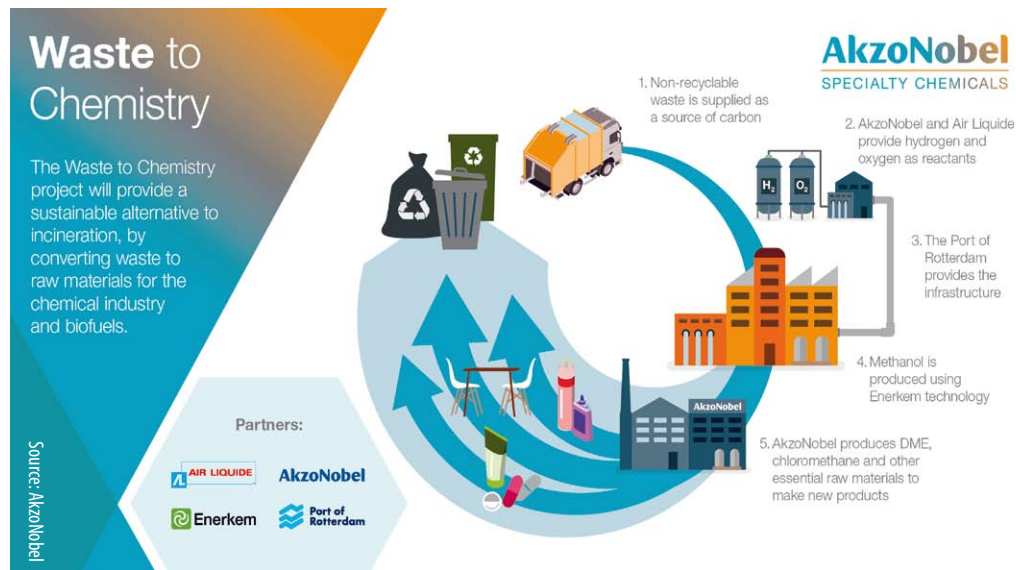 Waste to
Chemistry
The Waste to Chemistry
project will provide a
sustainable alternative to
incineration, by
converting waste to
raw materials for the
chemical industry
and biofuels.
AkzoNobel
SPECIALTY CHEMICALS
1. Non-recyclable
waste is supplied as
a source of carbon
2. AkzoNobel and Air Liquide
provide hydrogen and
oxygen as reactants
H2
O2
3. The Port of
Rotterdam
provides the
infrastructure
4. Methanol is
produced using
Enerkem technology
AkzoNobel
5. AkzoNobel produces DME,
chloromethane and other
essential raw materials to
make new products
Partners:
AL AIR LIQUIDE
AkzoNobel
Enerkem
Port of
Rotterdam
Source: AkzoNobel